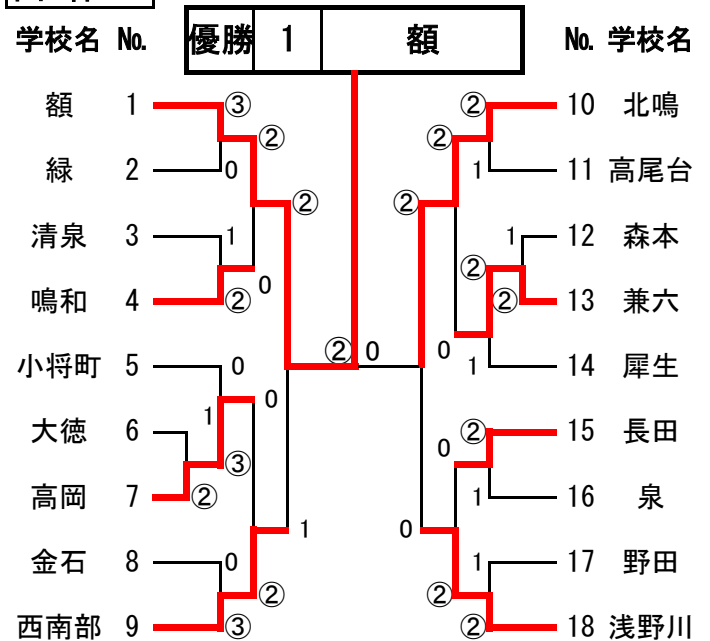 学校名 No. 優勝 1 額 No. 学校名
額 1 ③ ② 10 北鳴
② ②
緑 2 0 1 11 高尾台
② ②
清泉 3 1 1 12 森本
②
鳴和 4 ② 0 ② 13 兼六
② 0 0
小将町 5 0 1 14 犀生
0
大徳 6 1 0 ② 15 長田
③
高岡 7 ② 1 16 泉
1 0
金石 8 0 1 17 野田
② ②
西南部 9 ③ ② 18 浅野川